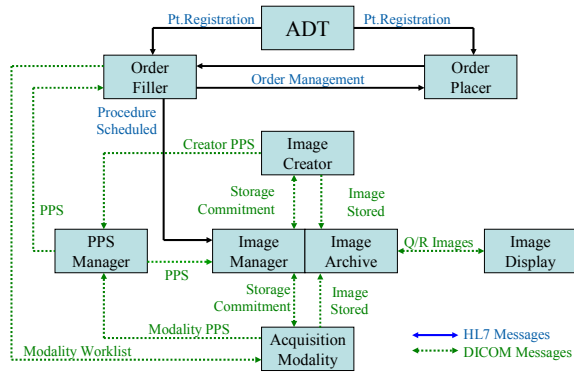 Pt.Registration
ADT
Pt.Registration
Order
Filler
Order Management
Order
Placer
Procedure
Scheduled
Creator PPS
Image
Creator
Storage
Commitment
Image
Stored
PPS
PPS
Manager
PPS
Image
Manager
Image
Archive
Q/R Images
Image
Display
Storage
Commitment
Image
Stored
Modality PPS
Modality Worklist
Acquisition
Modality
HL7 Messages
DICOM Messages